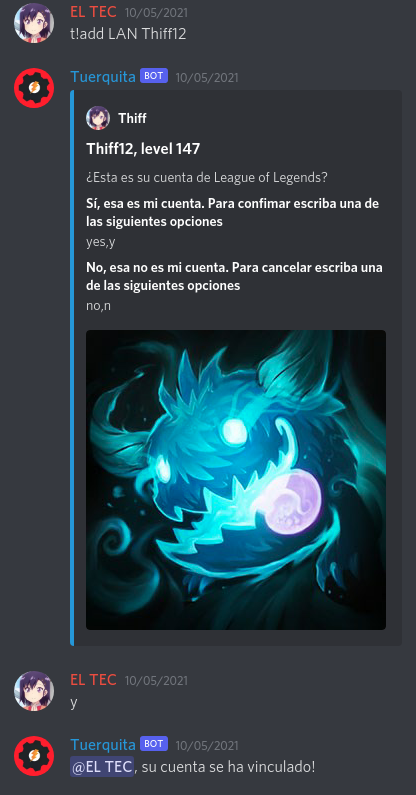 EL TEC 10/05/2021
t!add LAN Thiff12
Tuerquita BOT 10/05/2021
Thiff
Thiff12, level 147
¿Esta es su cuenta de League of Legends?
Sí, esa es mi cuenta. Para confimar escriba una de
las siguientes opciones
yes,y
No, esa no es mi cuenta. Para cancelar escriba una
de las siguientes opciones
no,n
EL TEC 10/05/2021
y
Tuerquita BOT 10/05/2021
@EL TEC, su cuenta se ha vinculado!